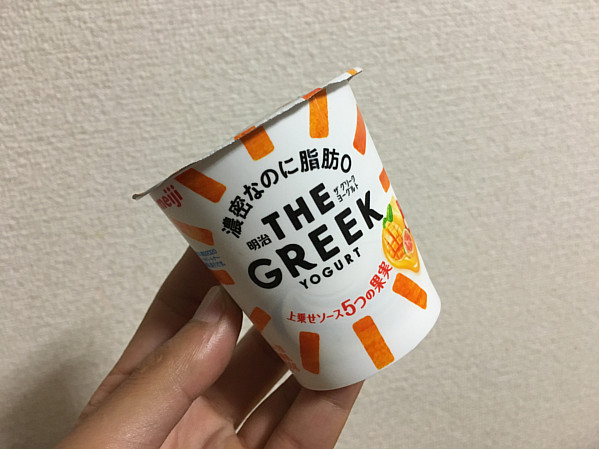 meiji
濃密なのに脂肪0
明治
THE
ザ グリーク
ヨーグルト
GREEK
YOGURT
上乗せソース5つの果実